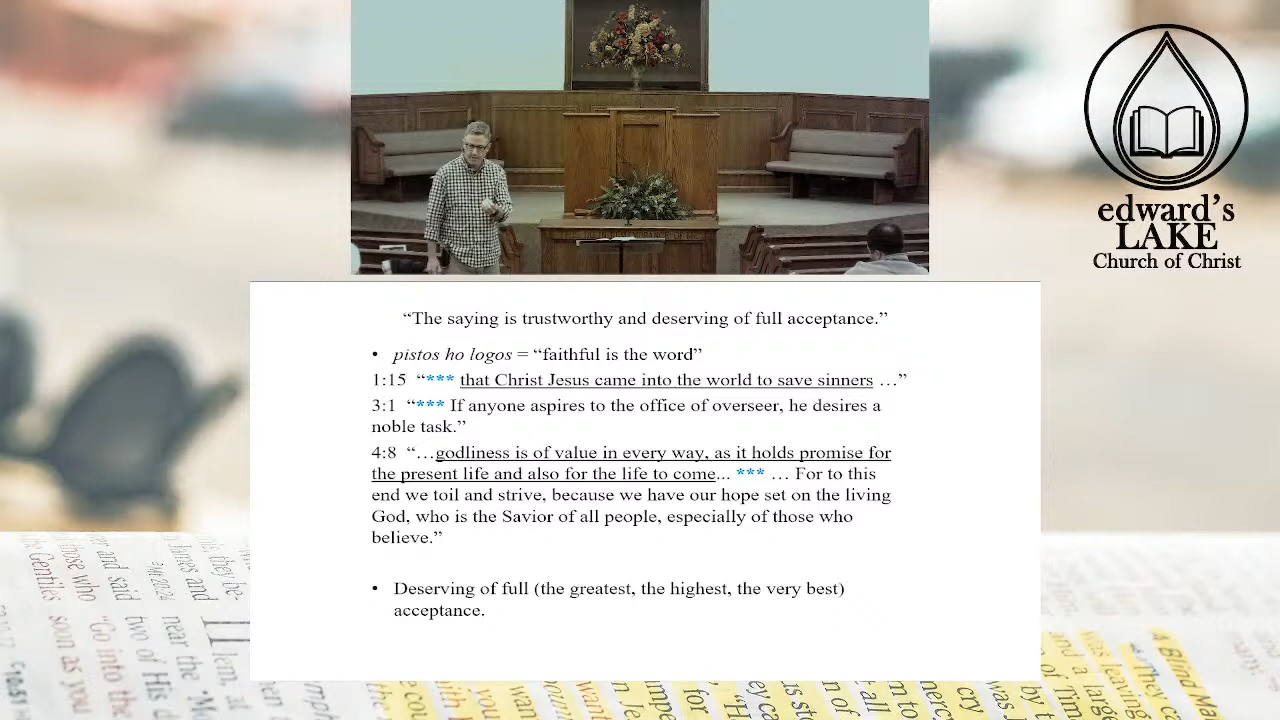 edward's
LAKE
Church of Christ
“The saying is trustworthy and deserving of full acceptance.”
• pistos ho logos = “faithful is the word”
1:15 “*** that Christ Jesus came into the world to save sinners …”
3:1 “*** If anyone aspires to the office of overseer, he desires a
noble task.”
4:8 “…godliness is of value in every way, as it holds promise for
the present life and also for the life to come... *** … For to this
end we toil and strive, because we have our hope set on the living
God, who is the Savior of all people, especially of those who
believe.”
• Deserving of full (the greatest, the highest, the very best)
acceptance.